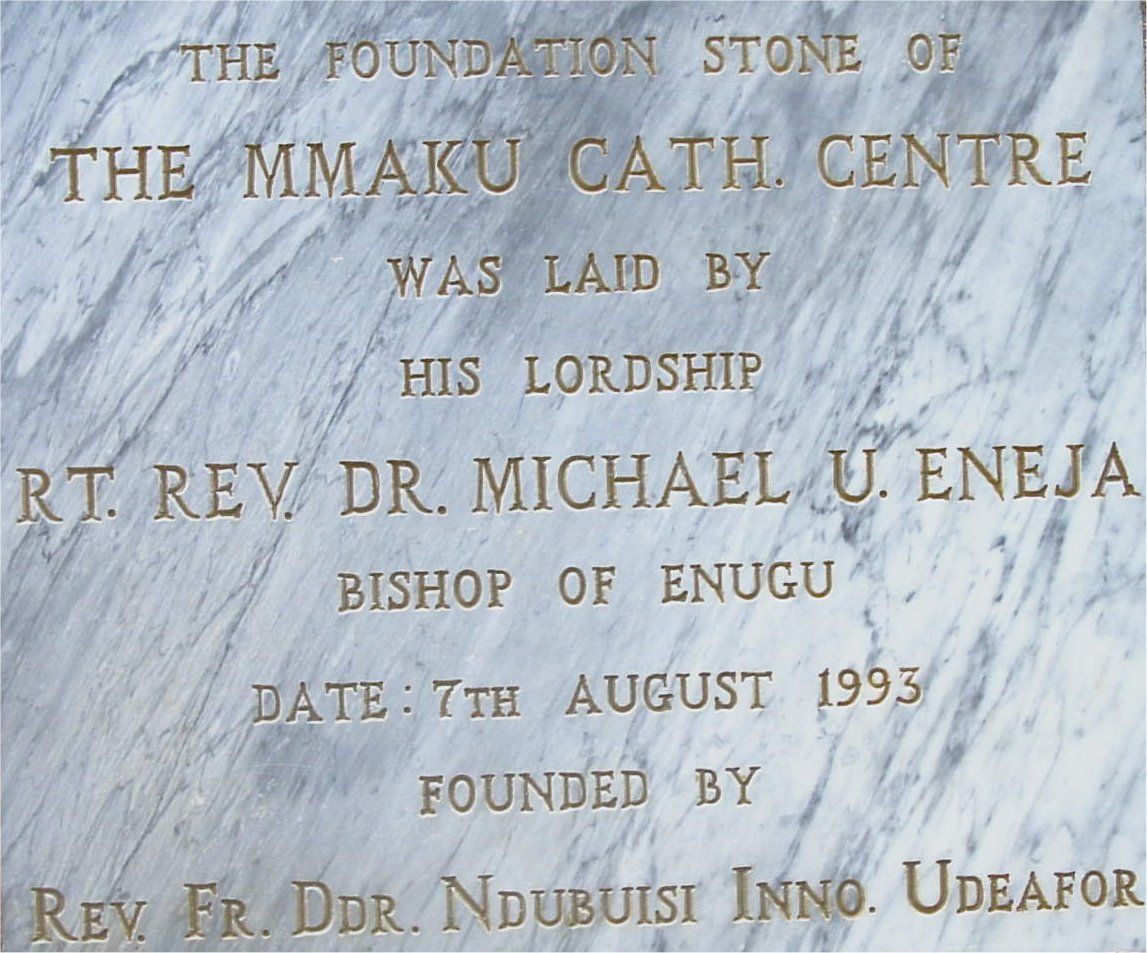 THE FOUNDATION STONE OF
THE MMAKU CATH. CENTRE
WAS LAID BY
HIS LORDSHIP
RT. REV. DR. MICHAEL U. ENEJA
BISHOP OF ENUGU
DATE: 7TH AUGUST 1993
FOUNDED BY
REV. FR. DDR. NDUBUISI INNO. UDEAFOR